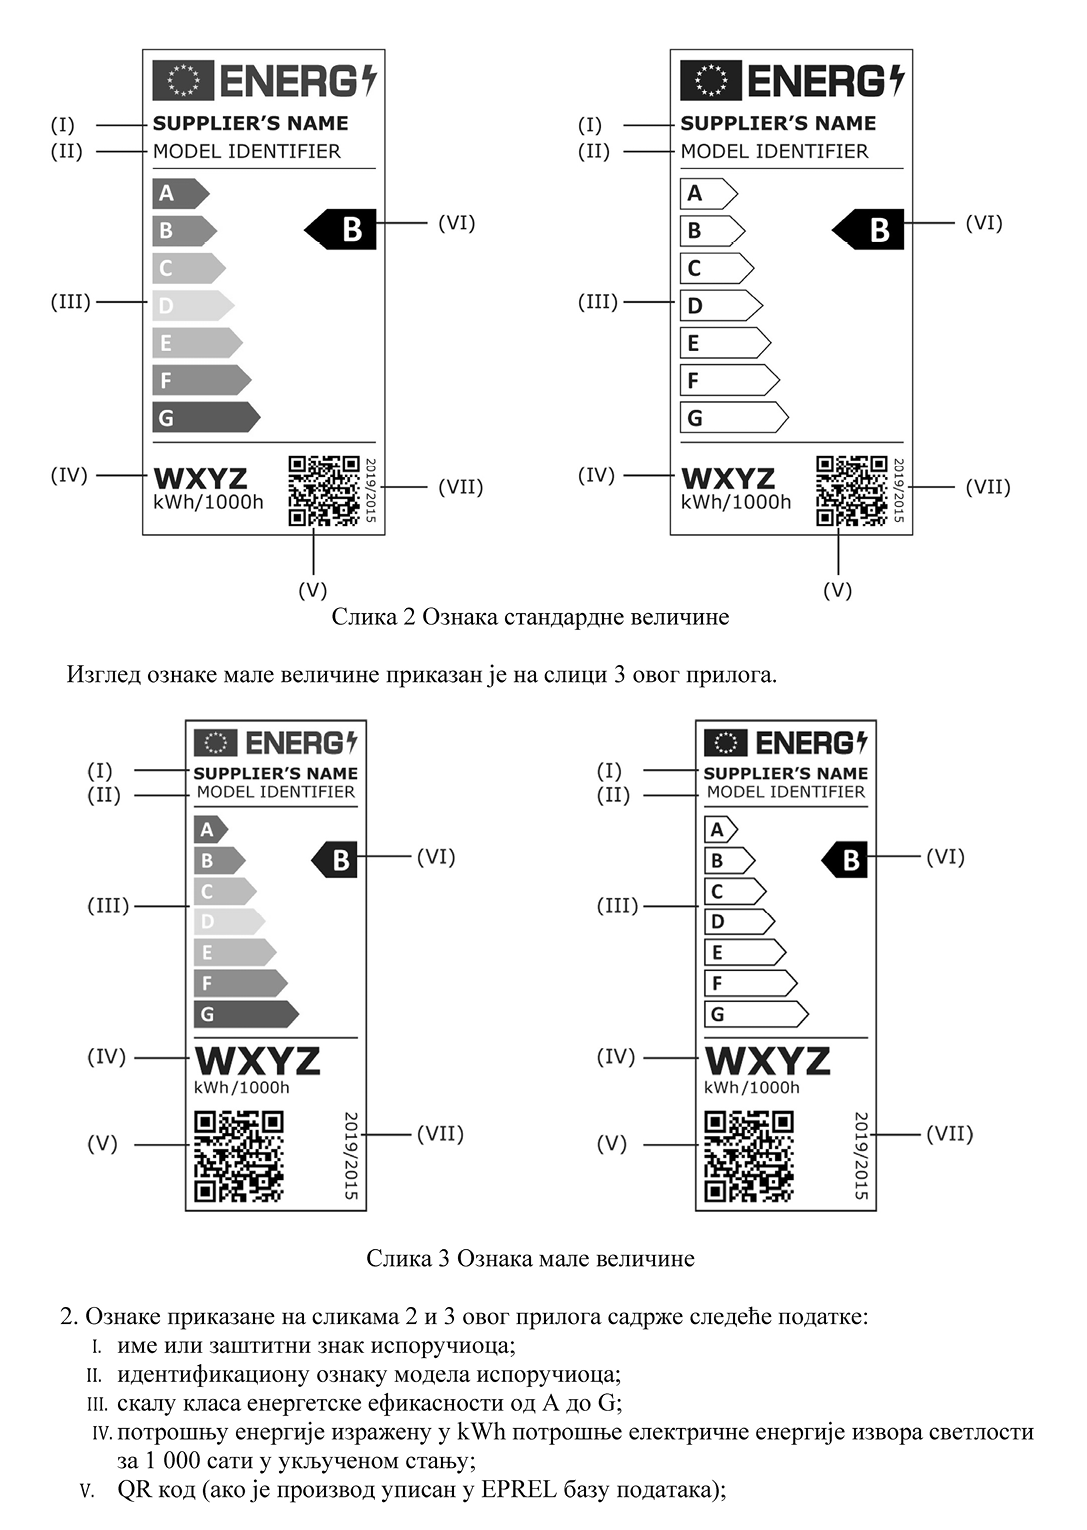 ENERG ENERG
(I) SUPPLIER'S NAME (I) SUPPLIER'S NAME
(II) MODEL IDENTIFIER (II) MODEL IDENTIFIER
A A
B B (VI) B B (VI)
C C
(III) D (III) D
E E
F F
G G
(IV) WXYZ 2019/2015 (VII) (IV) WXYZ 2019/2015 (VII)
kWh/1000h kWh/1000h
(V) (V)
Слика 2 Ознака стандардне величине
Изглед ознаке мале величине приказан је на слици 3 овог прилога.
ENERG ENERG
(I) SUPPLIER'S NAME (I) SUPPLIER'S NAME
(II) MODEL IDENTIFIER (II) MODEL IDENTIFIER
A A
B B (VI) B B (VI)
C C
(III) D (III) D
E E
F F
G G
(IV) WXYZ (IV) WXYZ
kWh/1000h kWh/1000h
(V) 2019/2015 (VII) (V) 2019/2015 (VII)
Слика 3 Ознака мале величине
2. Ознаке приказане на сликама 2 и 3 овог прилога садрже следеће податке:
I. име или заштитни знак испоручиоца;
II. идентификациону ознаку модела испоручиоца;
III. скалу класа енергетске ефикасности од A до G;
IV. потрошњу енергије изражену у kWh потрошње електричне енергије извора светлости
за 1 000 сати у укљученом стању;
V. QR код (ако је производ уписан у EPREL базу података);